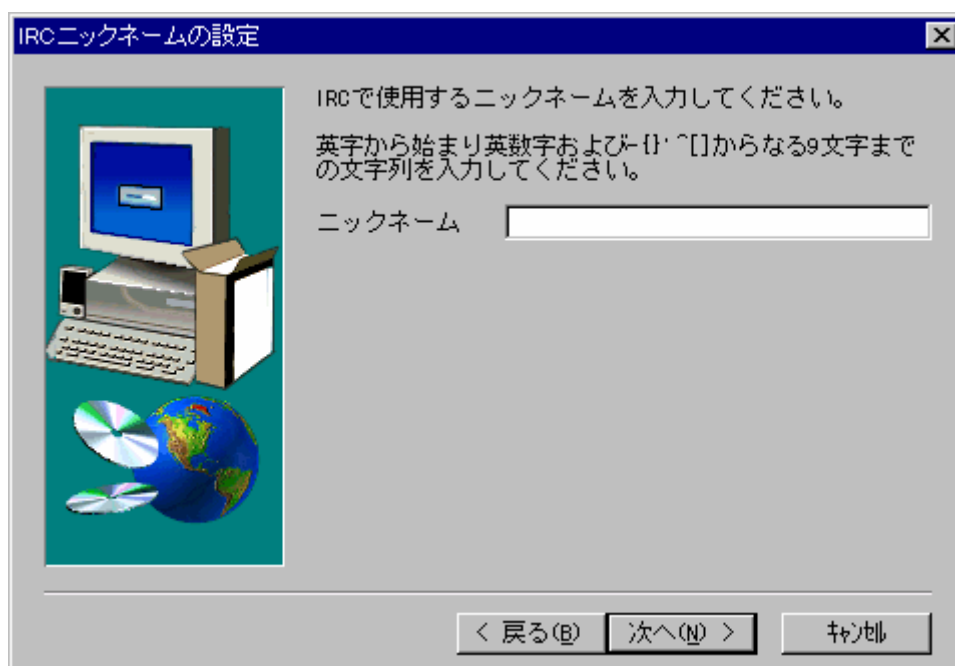 IRCニックネームの設定
IRCで使用するニックネームを入力してください。
英字から始まり英数字および-{}・^[]からなる9文字まで
の文字列を入力してください。
ニックネーム
< 戻る(B)
次へ(N) >
ｷｬﾝｾﾙ